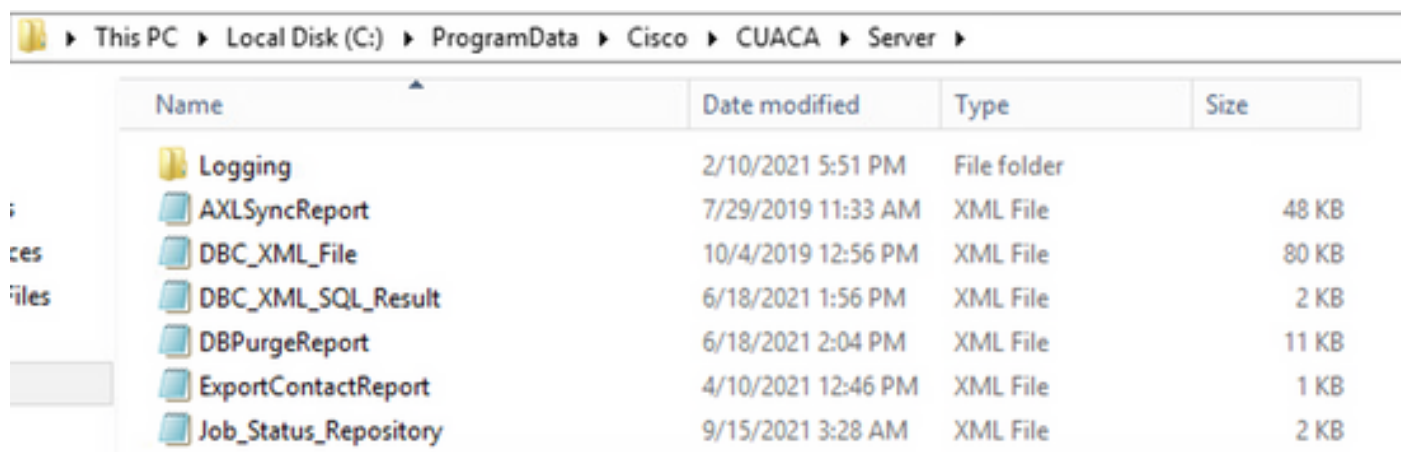 This PC Local Disk (C:) ProgramData Cisco CUACA Server
Name Date modified Type Size
Logging 2/10/2021 5:51 PM File folder
AXLSyncReport 7/29/2019 11:33 AM XML File 48 KB
ces DBC_XML_File 10/4/2019 12:56 PM XML File 80 KB
Files DBC_XML_SQL_Result 6/18/2021 1:56 PM XML File 2 KB
DBPurgeReport 6/18/2021 2:04 PM XML File 11 KB
ExportContactReport 4/10/2021 12:46 PM XML File 1 KB
Job_Status_Repository 9/15/2021 3:28 AM XML File 2 KB